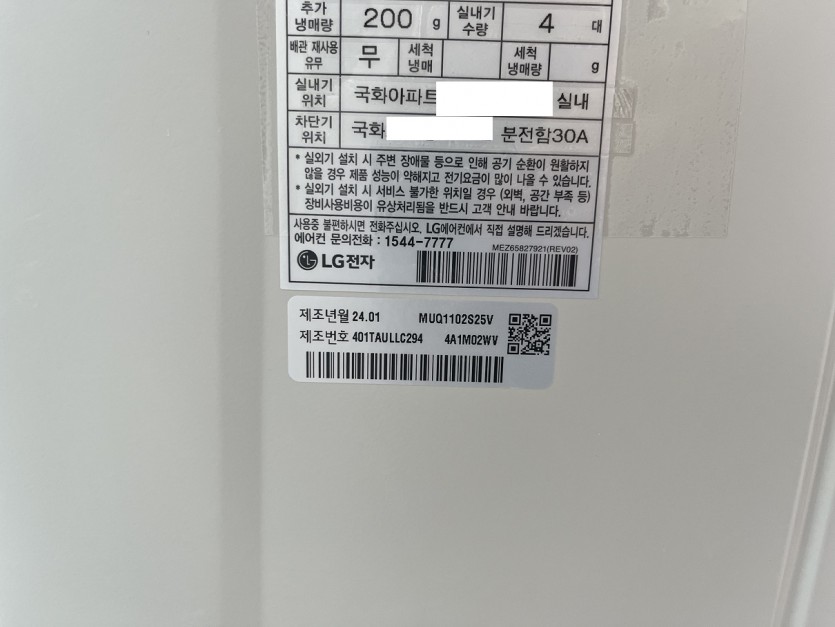 추가 냉매량 200 g 실내기 수량 4 대
배관 재사용 유무 무 세척 냉매 세척 냉매량 g
실내기 위치 국화아파트 실내
차단기 위치 국화 분전함30A
* 실외기 설치 시 주변 장애물 등으로 인해 공기 순환이 원활하지
않을 경우 제품 성능이 약해지고 전기요금이 많이 나올 수 있습니다.
* 실외기 설치 시 서비스 불가한 위치일 경우 (외벽, 공간 부족 등)
장비사용비용이 유상처리됨을 반드시 고객 안내 바랍니다.
사용중 불편하시면 전화주십시오, LG에어컨에서 직접 설명해 드리겠습니다.
에어컨 문의전화 : 1544-7777
MEZ65827921(REV02)
LG전자
제조년월 24.01 MUQ1102S25V
제조번호 401TAULLC294 4A1M02WV